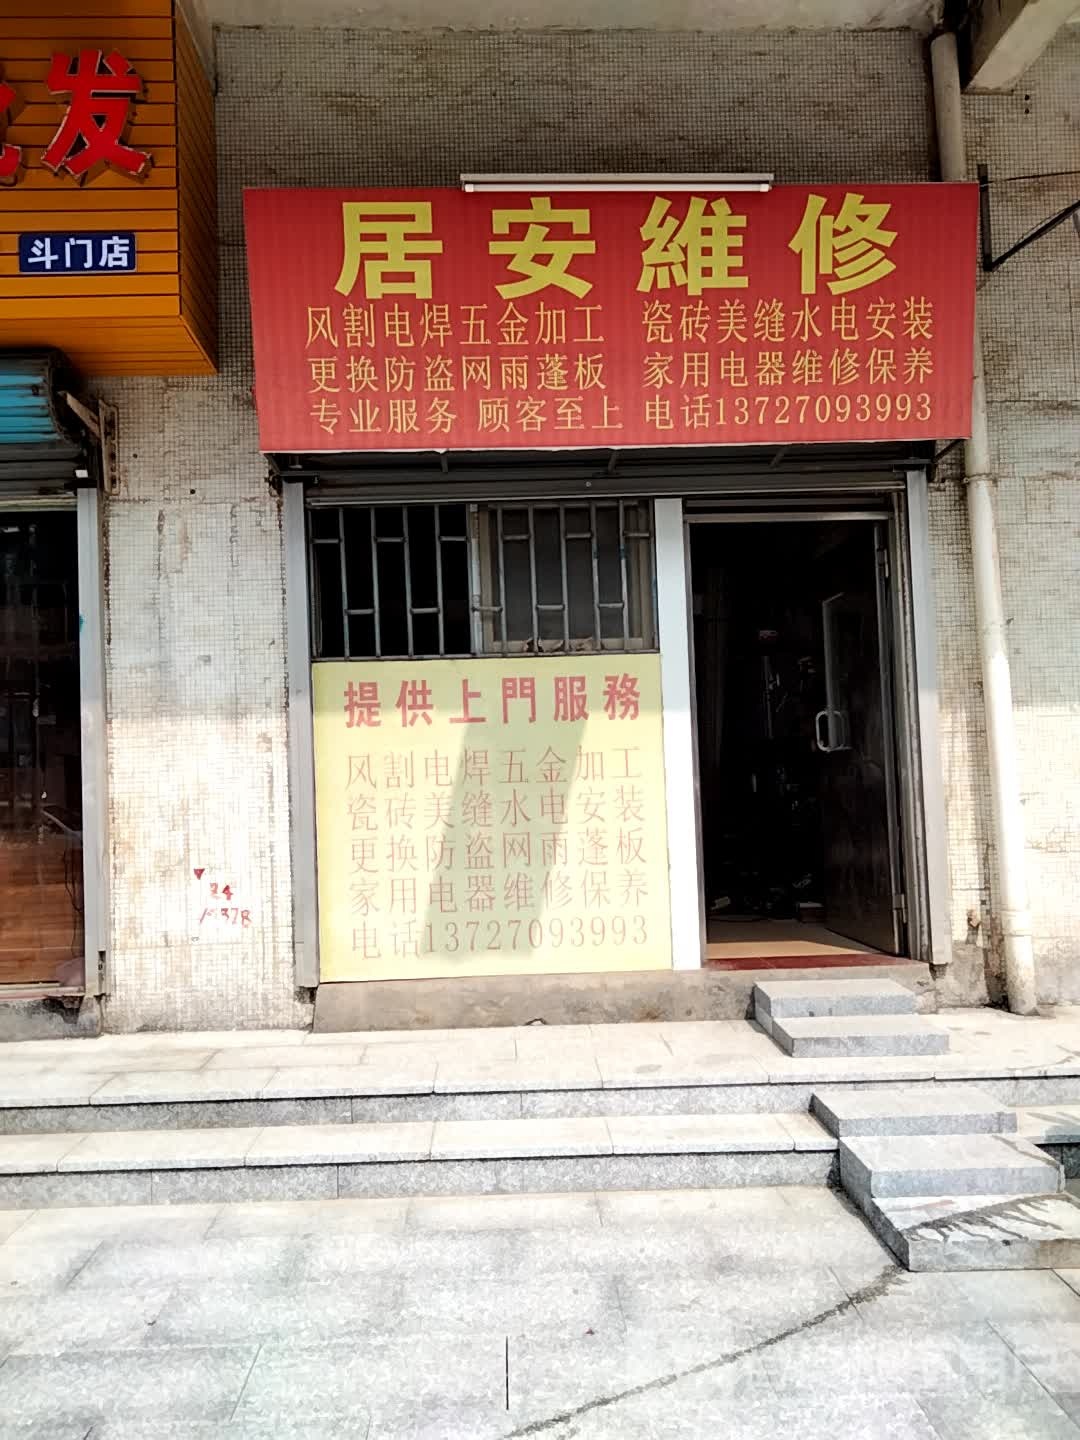 发
斗门店
居安維修
风割电焊五金加工 瓷砖美缝水电安装
更换防盗网雨蓬板 家用电器维修保养
专业服务 顾客至上 电话13727093993
提供上門服務
风割电焊五金加工
瓷砖美缝水电安装
更换防盗网雨蓬板
家用电器维修保养
电话13727093993